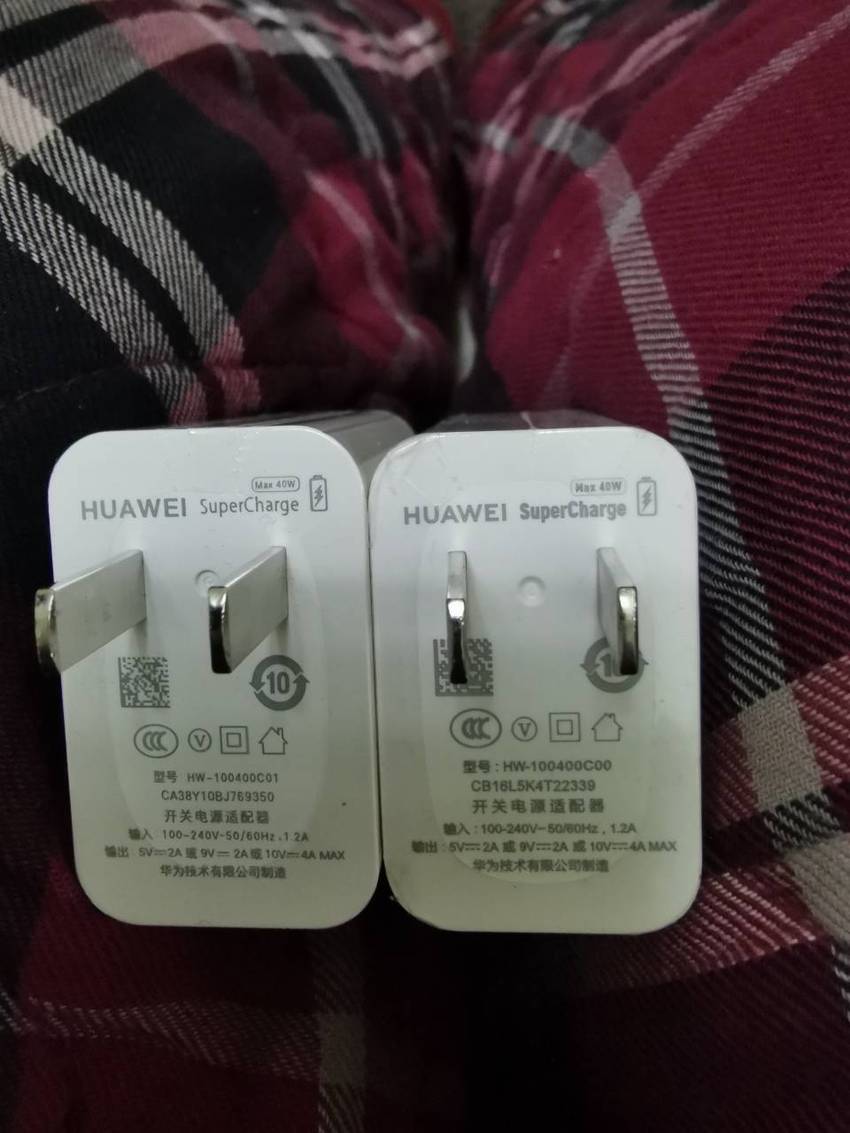 Max 40W
HUAWEI SuperCharge
10
CCC V
型号 HW-100400C01
CA38Y10BJ769350
开关电源适配器
输入：100-240V~50/60Hz，1.2A
输出：5V⎓2A 或 9V⎓2A 或 10V⎓4A MAX
华为技术有限公司制造
Max 40W
HUAWEI SuperCharge
10
CCC V
型号：HW-100400C00
CB16L5K4T22339
开关电源适配器
输入：100-240V~50/60Hz，1.2A
输出：5V⎓2A 或 9V⎓2A 或 10V⎓4A MAX
华为技术有限公司制造